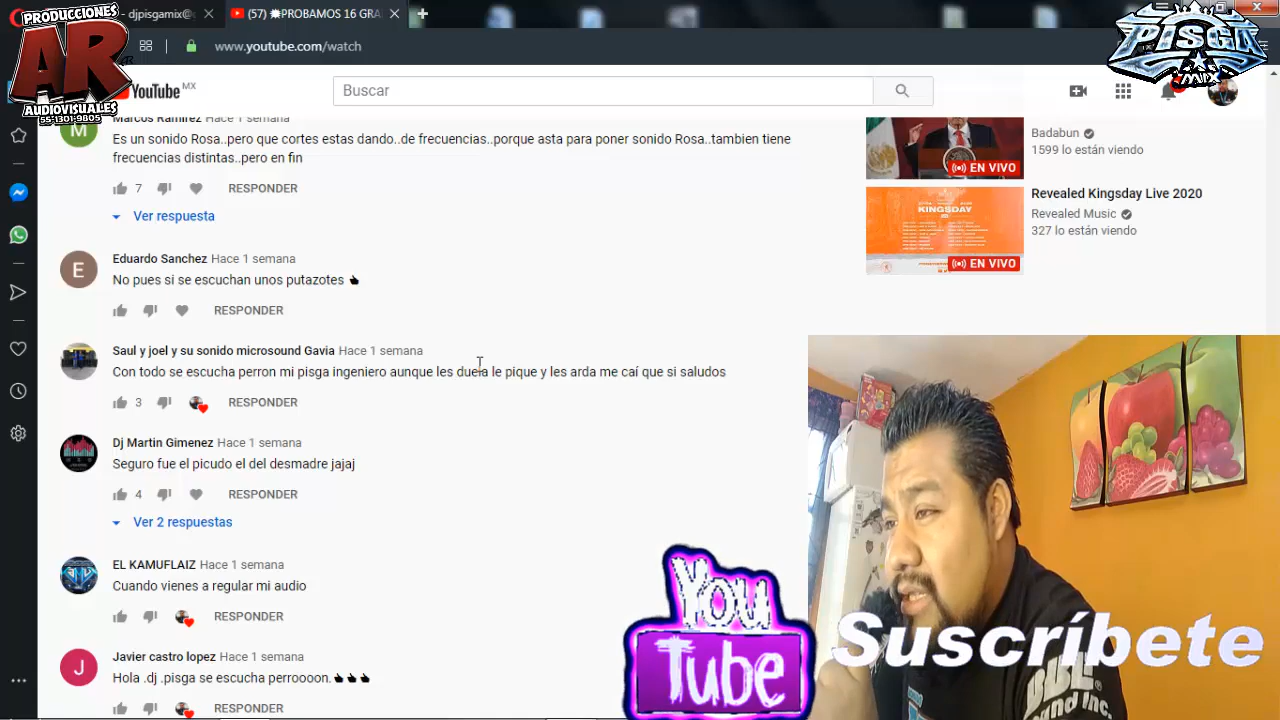 PRODUCCIONES
AR
AUDIOVISUALES
55-1301-9805
djpisgamix@
(57) PROBAMOS 16 GRA
PISGA
MIX
www.youtube.com/watch
YouTube MX
Buscar
Marcos Ramirez Hace 1 semana
Es un sonido Rosa..pero que cortes estas dando..de frecuencias..porque asta para poner sonido Rosa..tambien tiene
frecuencias distintas..pero en fin
7 RESPONDER
Ver respuesta
Eduardo Sanchez Hace 1 semana
No pues si se escuchan unos putazotes
RESPONDER
Saul y joel y su sonido microsound Gavia Hace 1 semana
Con todo se escucha perron mi pisga ingeniero aunque les duela le pique y les arda me caí que si saludos
3 RESPONDER
Dj Martin Gimenez Hace 1 semana
Seguro fue el picudo el del desmadre jajaj
4 RESPONDER
Ver 2 respuestas
EL KAMUFLAIZ Hace 1 semana
Cuando vienes a regular mi audio
RESPONDER
Javier castro lopez Hace 1 semana
Hola .dj .pisga se escucha perroooon.
RESPONDER
Badabun
1599 lo están viendo
EN VIVO
Revealed Kingsday Live 2020
Revealed Music
327 lo están viendo
KINGSDAY
EN VIVO
You
Tube
Suscríbete